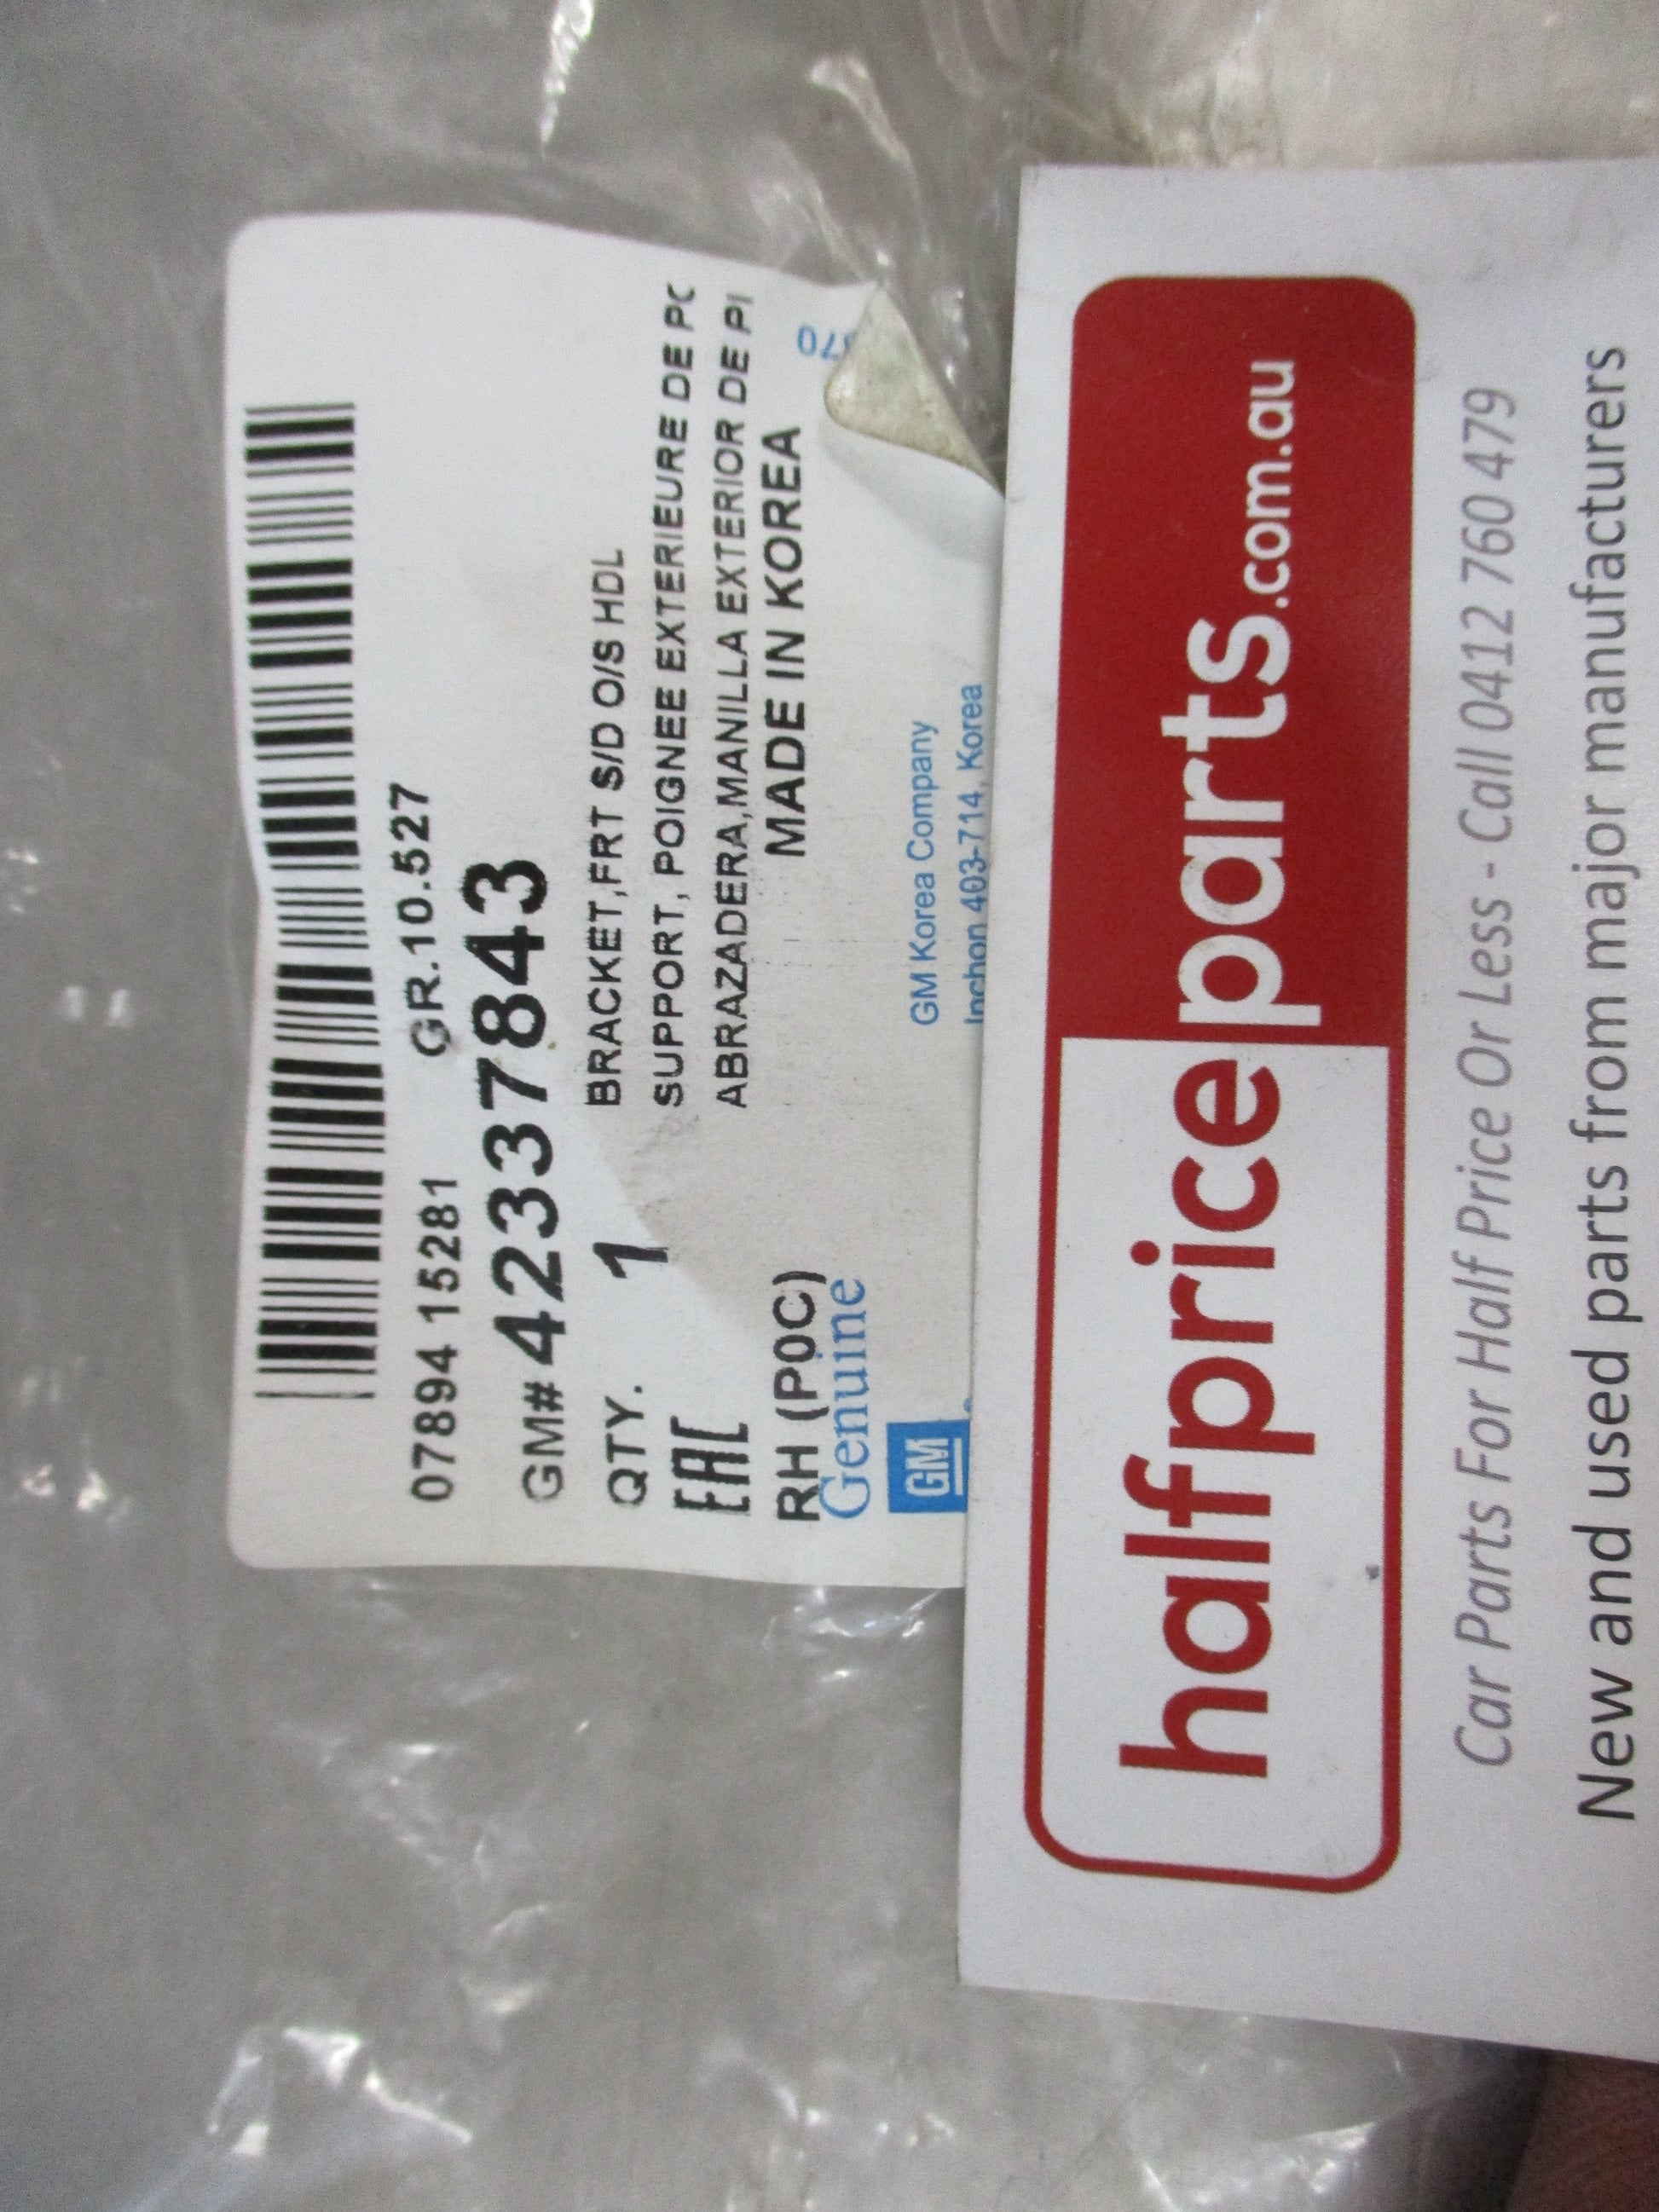 07894 15281 GR.10.527
GM# 42337843
QTY. 1 BRACKET,FRT S/D O/S HDL
SUPPORT, POIGNEE EXTERIEURE DE
ABRAZADERA,MANILLA EXTERIOR DE
EAC
MADE IN KOREA
RH (P0C)
Genuine
GM
GM Korea Company
Inchon 403-714, Korea
halfpriceparts.com.au
Car Parts For Half Price Or Less - Call 0412 760 479
New and used parts from major manufacturers